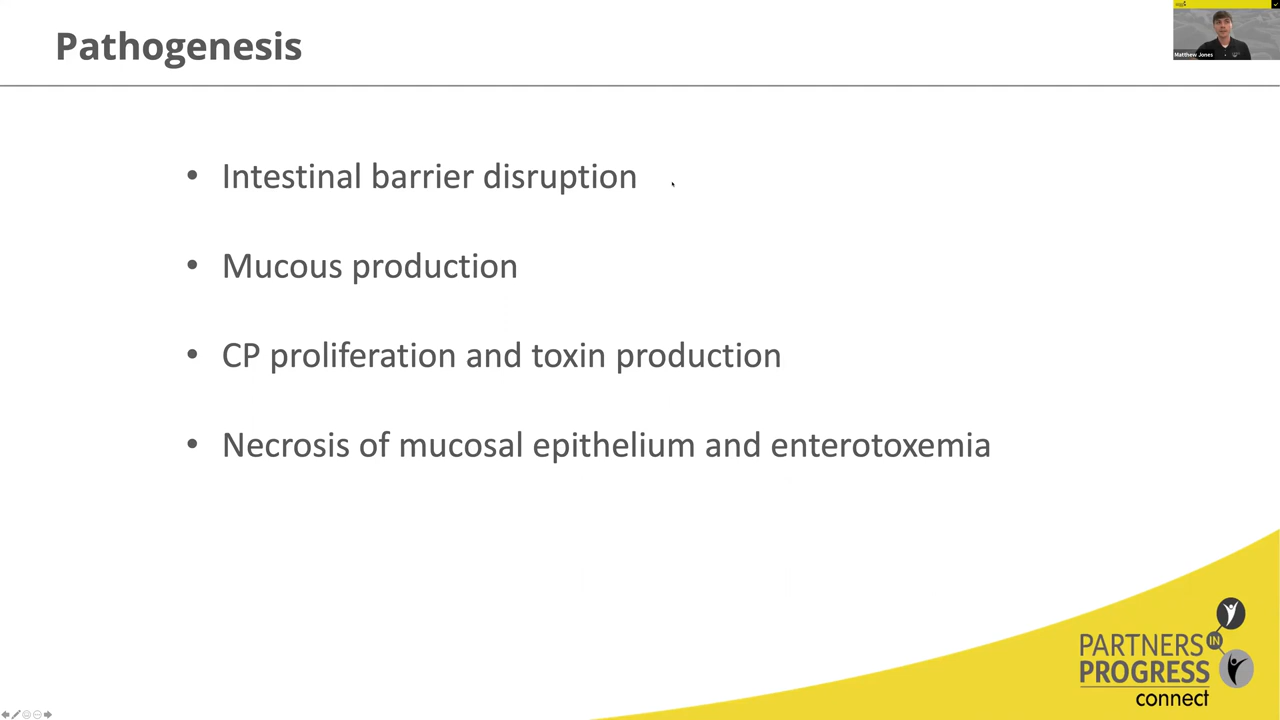 Pathogenesis
Matthew Jones
• Intestinal barrier disruption
• Mucous production
• CP proliferation and toxin production
• Necrosis of mucosal epithelium and enterotoxemia
PARTNERS IN
PROGRESS
connect